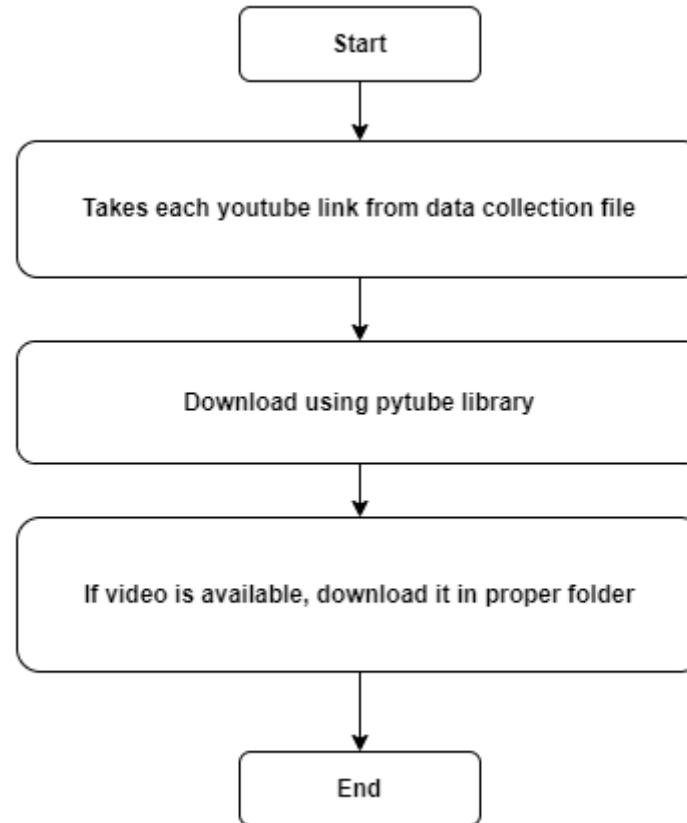 Start
Takes each youtube link from data collection file
Download using pytube library
If video is available, download it in proper folder
End